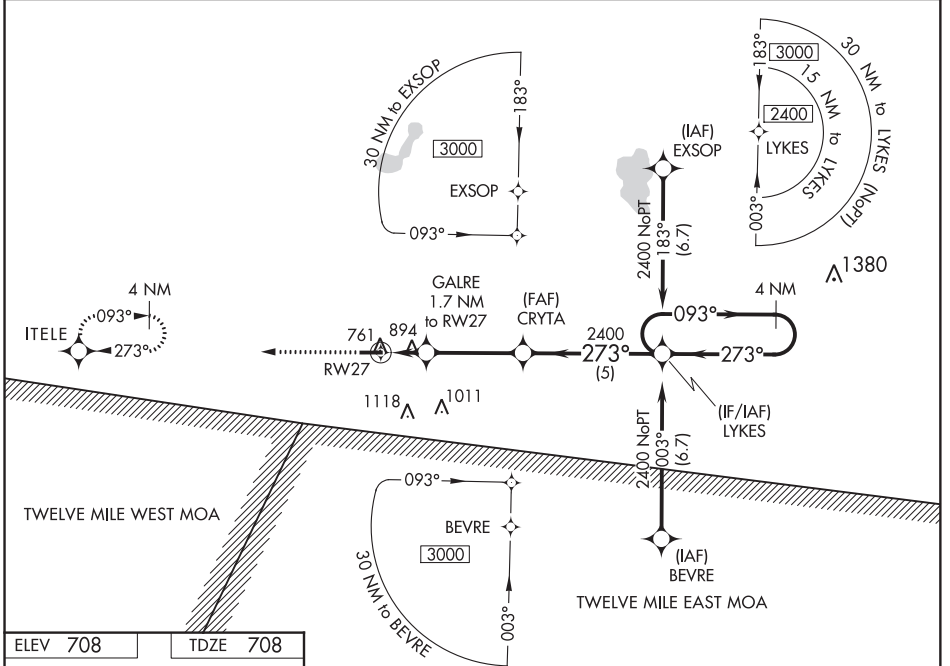 30 NM to EXSOP
183°
3000
EXSOP
093°
183°
3000
30 NM to LYKES (NoPT)
15 NM to LYKES
2400
LYKES
003°
(IAF)
EXSOP
2400 NoPT
183°
(6.7)
1380
4 NM
093°
273°
ITELE
GALRE
1.7 NM
to RW27
(FAF)
CRYTA
4 NM
093°
273°
2400
273°
(5)
761
894
RW27
(IF/IAF)
LYKES
1118
1011
2400 NoPT
003°
(6.7)
TWELVE MILE WEST MOA
093°
BEVRE
3000
30 NM to BEVRE
003°
(IAF)
BEVRE
TWELVE MILE EAST MOA
ELEV 708
TDZE 708